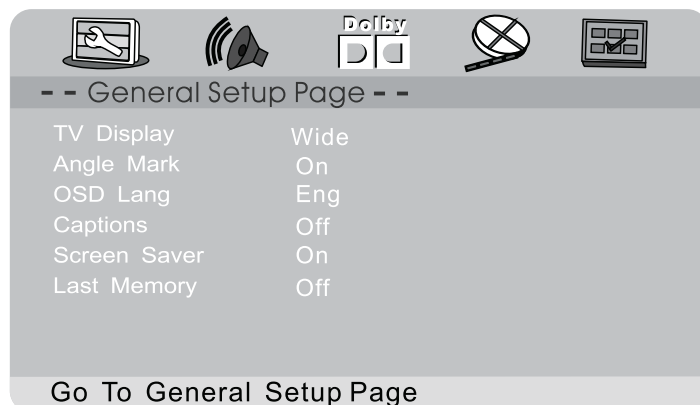 Dolby
- - General Setup Page - -
TV Display Wide
Angle Mark On
OSD Lang Eng
Captions Off
Screen Saver On
Last Memory Off
Go To General Setup Page